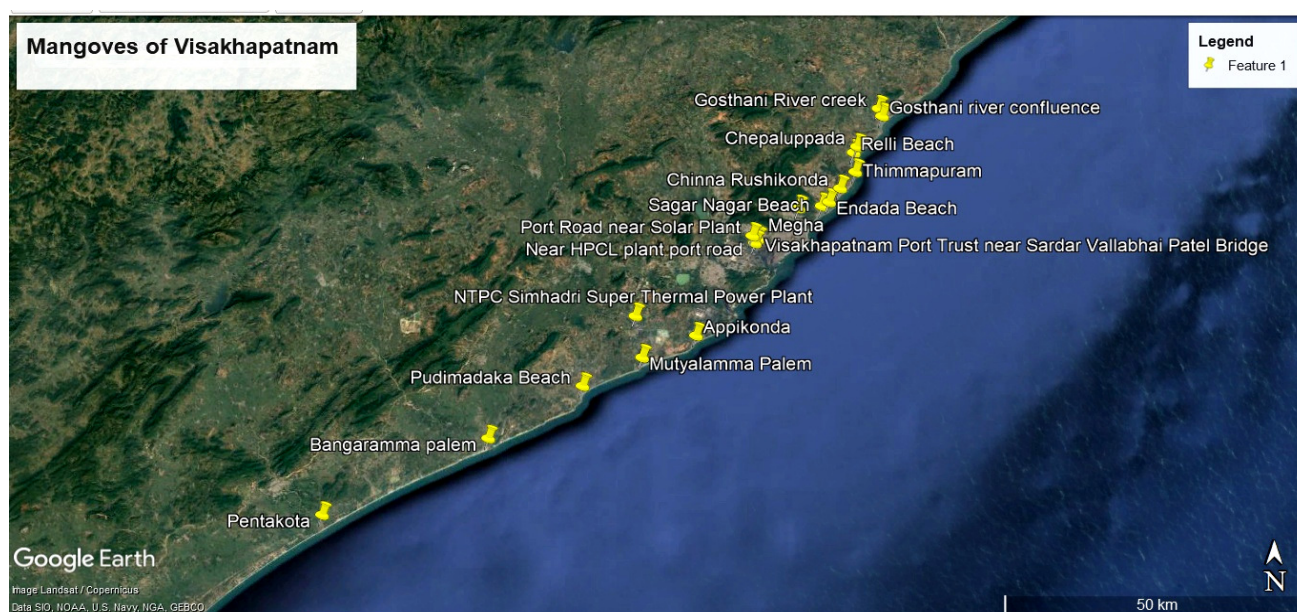 Mangoves of Visakhapatnam
Legend
Feature 1
Gosthani River creek
Gosthani river confluence
Chepaluppada
Relli Beach
Thimmapuram
Chinna Rushikonda
Sagar Nagar Beach
Endada Beach
Port Road near Solar Plant
Megha
Near HPCL plant port road
Visakhapatnam Port Trust near Sardar Vallabhai Patel Bridge
NTPC Simhadri Super Thermal Power Plant
Appikonda
Mutyalamma Palem
Pudimadaka Beach
Bangaramma palem
Pentakota
Google Earth
Image Landsat / Copernicus
Data SIO, NOAA, U.S. Navy, NGA, GEBCO
N
50 km